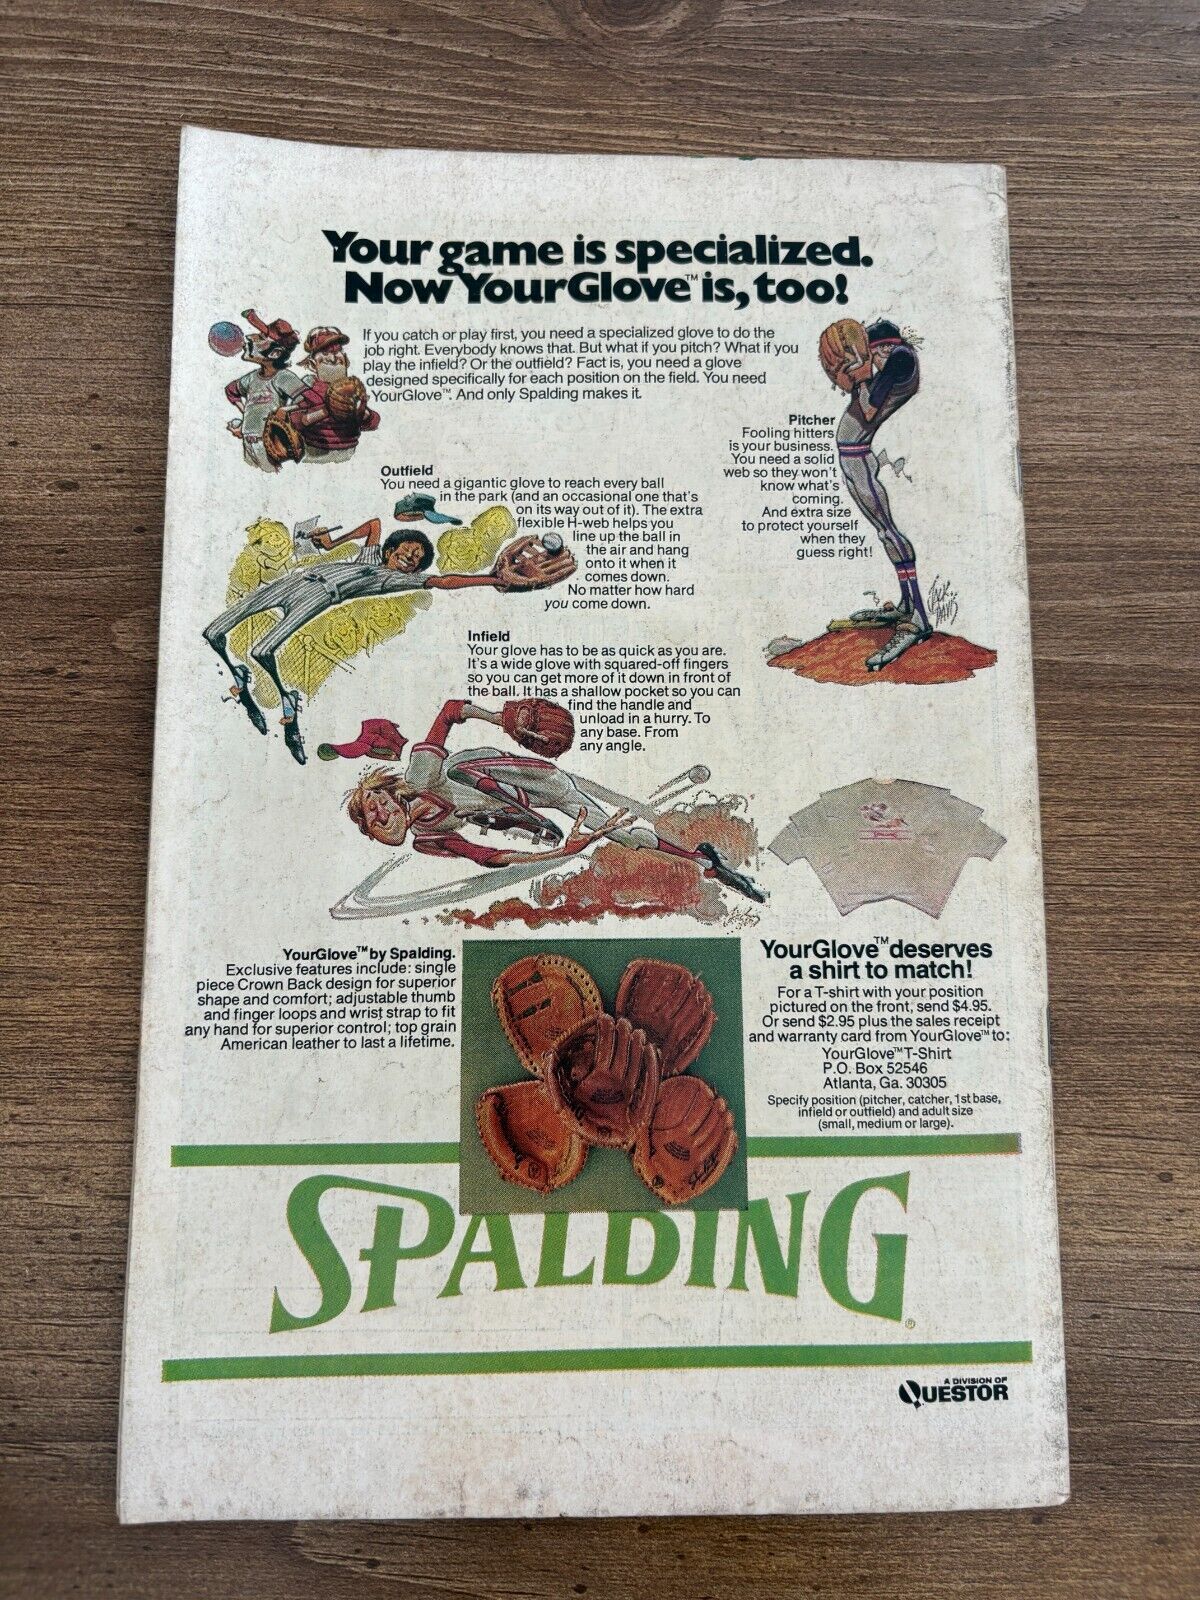 Your game is specialized.
Now YourGlove™ is, too!
If you catch or play first, you need a specialized glove to do the
job right. Everybody knows that. But what if you pitch? What if you
play the infield? Or the outfield? Fact is, you need a glove
designed specifically for each position on the field. You need
YourGlove™. And only Spalding makes it.
Pitcher
Fooling hitters
is your business.
You need a solid
web so they won't
know what's
coming.
And extra size
to protect yourself
when they
guess right!
JACK DAVIS
Outfield
You need a gigantic glove to reach every ball
in the park (and an occasional one that's
on its way out of it). The extra
flexible H-web helps you
line up the ball in
the air and hang
onto it when it
comes down.
No matter how hard
you come down.
Infield
Your glove has to be as quick as you are.
It's a wide glove with squared-off fingers
so you can get more of it down in front of
the ball. It has a shallow pocket so you can
find the handle and
unload in a hurry. To
any base. From
any angle.
YourGlove™ by Spalding.
Exclusive features include: single
piece Crown Back design for superior
shape and comfort; adjustable thumb
and finger loops and wrist strap to fit
any hand for superior control; top grain
American leather to last a lifetime.
YourGlove™ deserves
a shirt to match!
For a T-shirt with your position
pictured on the front, send $4.95.
Or send $2.95 plus the sales receipt
and warranty card from YourGlove™ to:
YourGlove™ T-Shirt
P.O. Box 52546
Atlanta, Ga. 30305
Specify position (pitcher, catcher, 1st base,
infield or outfield) and adult size
(small, medium or large).
SPALDING®
A DIVISION OF
QUESTOR